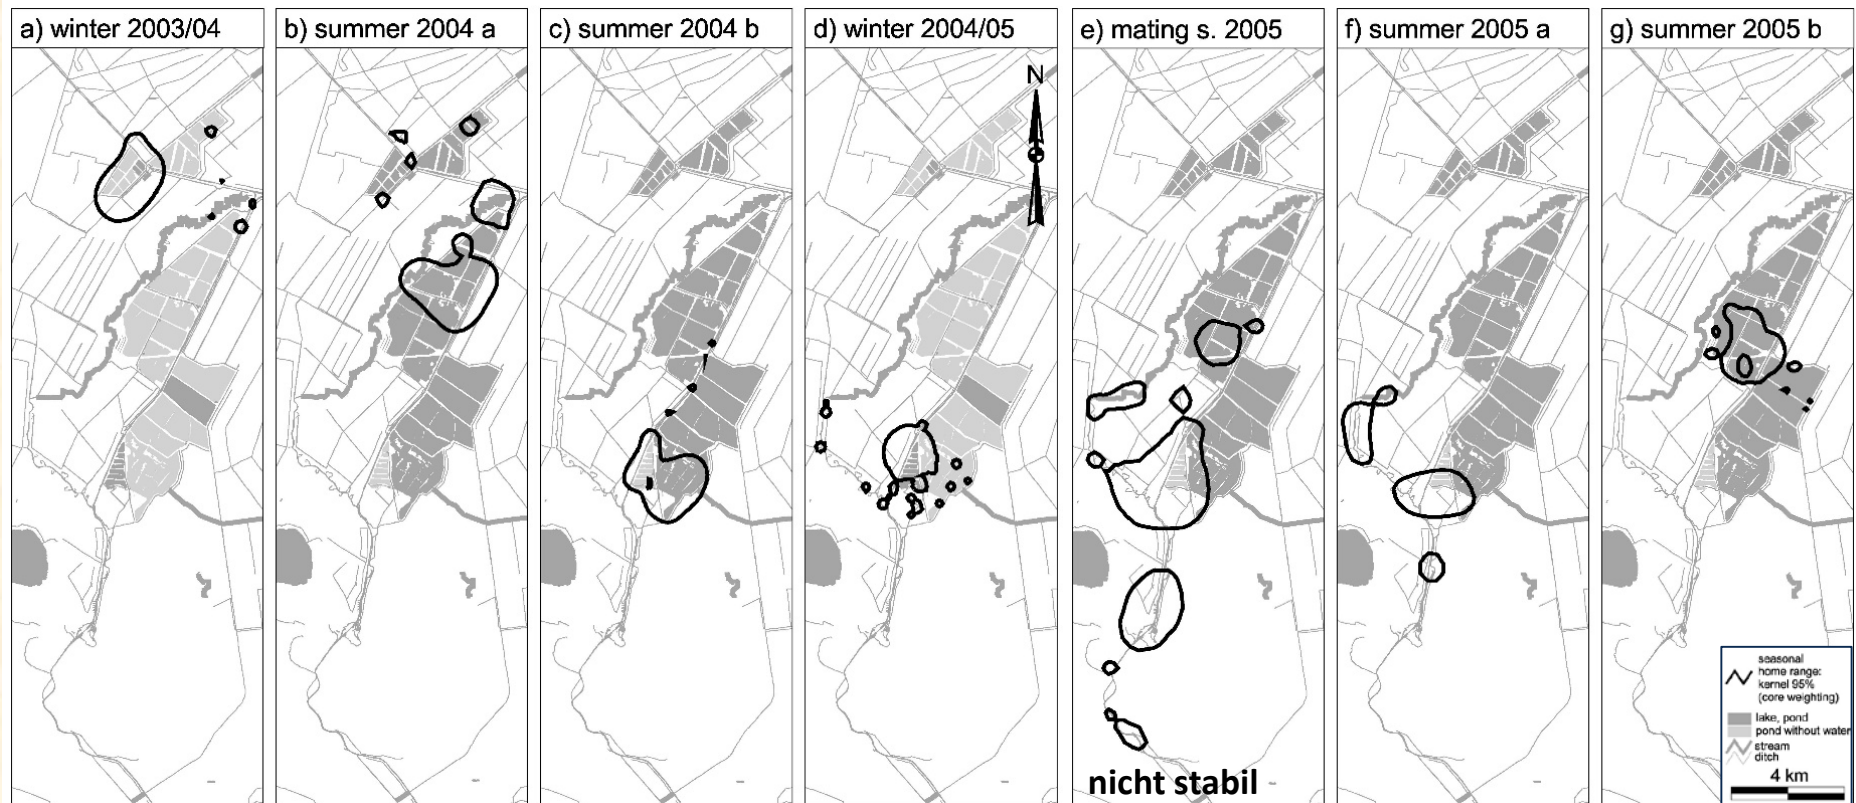 a) winter 2003/04
b) summer 2004 a
c) summer 2004 b
d) winter 2004/05
e) mating s. 2005
f) summer 2005 a
g) summer 2005 b
N
nicht stabil
seasonal
home range:
kernel 95%
(core weighting)
lake, pond
pond without water
stream
ditch
4 km